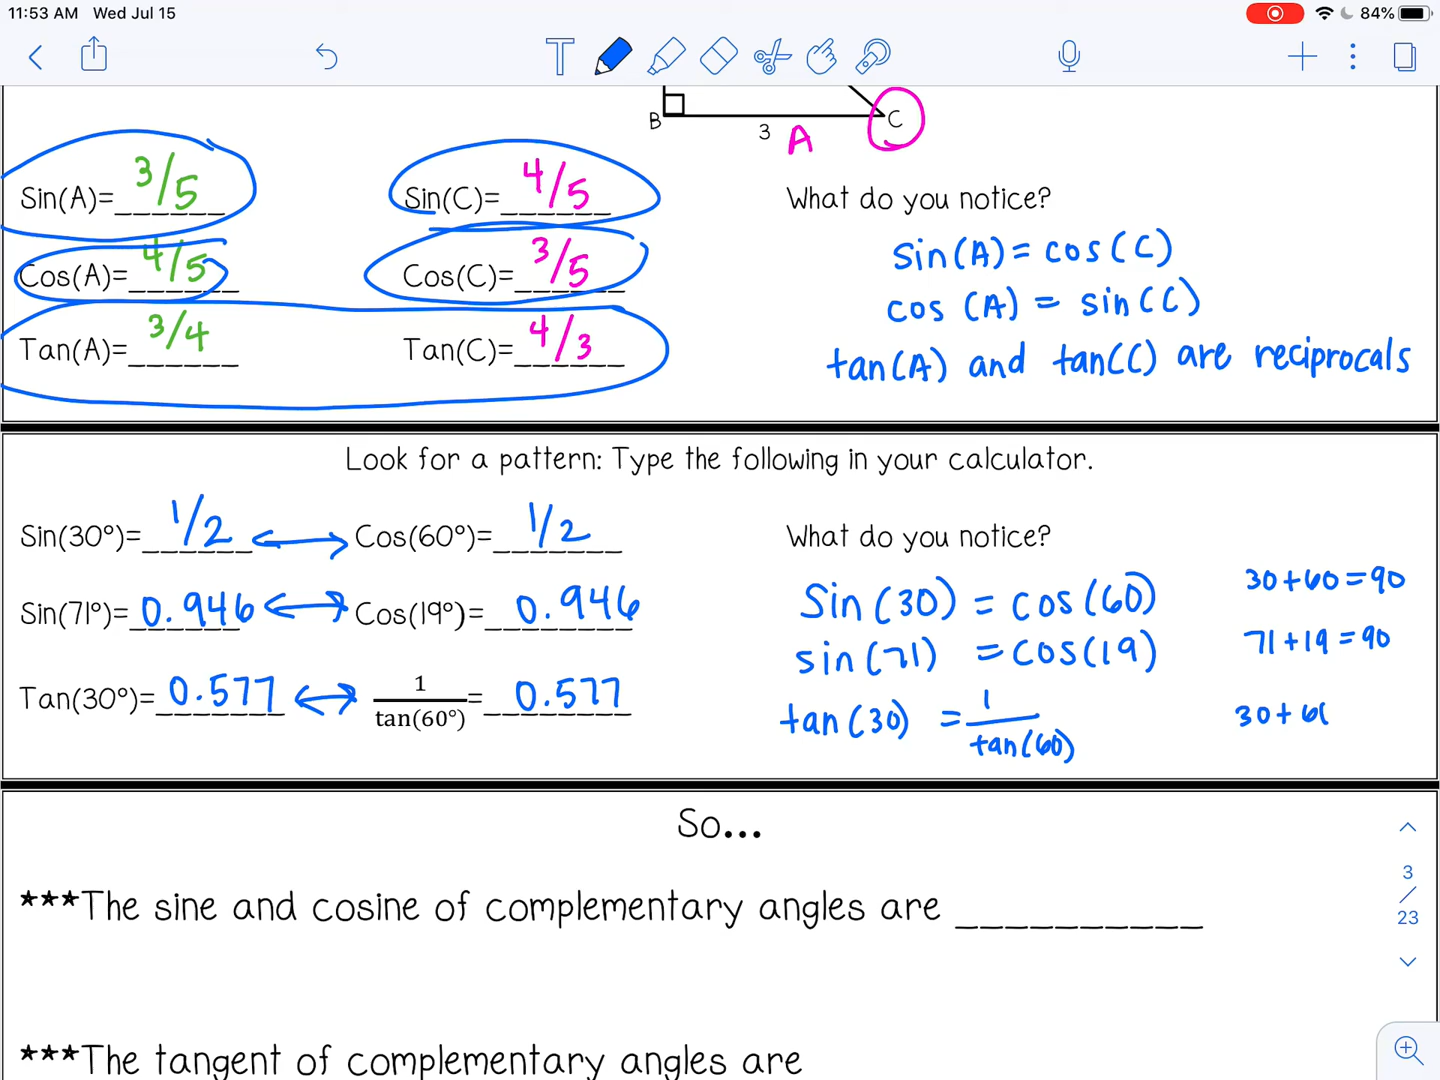 11:53 AM Wed Jul 15 84%
T
B 3 A C
Sin(A)= 3/5 Sin(C)= 4/5 What do you notice?
sin(A) = cos(C)
Cos(A)= 4/5 Cos(C)= 3/5
cos (A) = sin(C)
Tan(A)= 3/4 Tan(C)= 4/3
tan(A) and tan(C) are reciprocals
Look for a pattern: Type the following in your calculator.
Sin(30°)= 1/2 Cos(60°)= 1/2 What do you notice?
Sin(30) = cos(60) 30+60=90
Sin(71°)= 0.946 Cos(19°)= 0.946
sin(71) = cos(19) 71+19=90
Tan(30°)= 0.577 1/tan(60°)= 0.577
tan(30) = 1/tan(60) 30+6
So...
***The sine and cosine of complementary angles are __________
3/23
***The tangent of complementary angles are